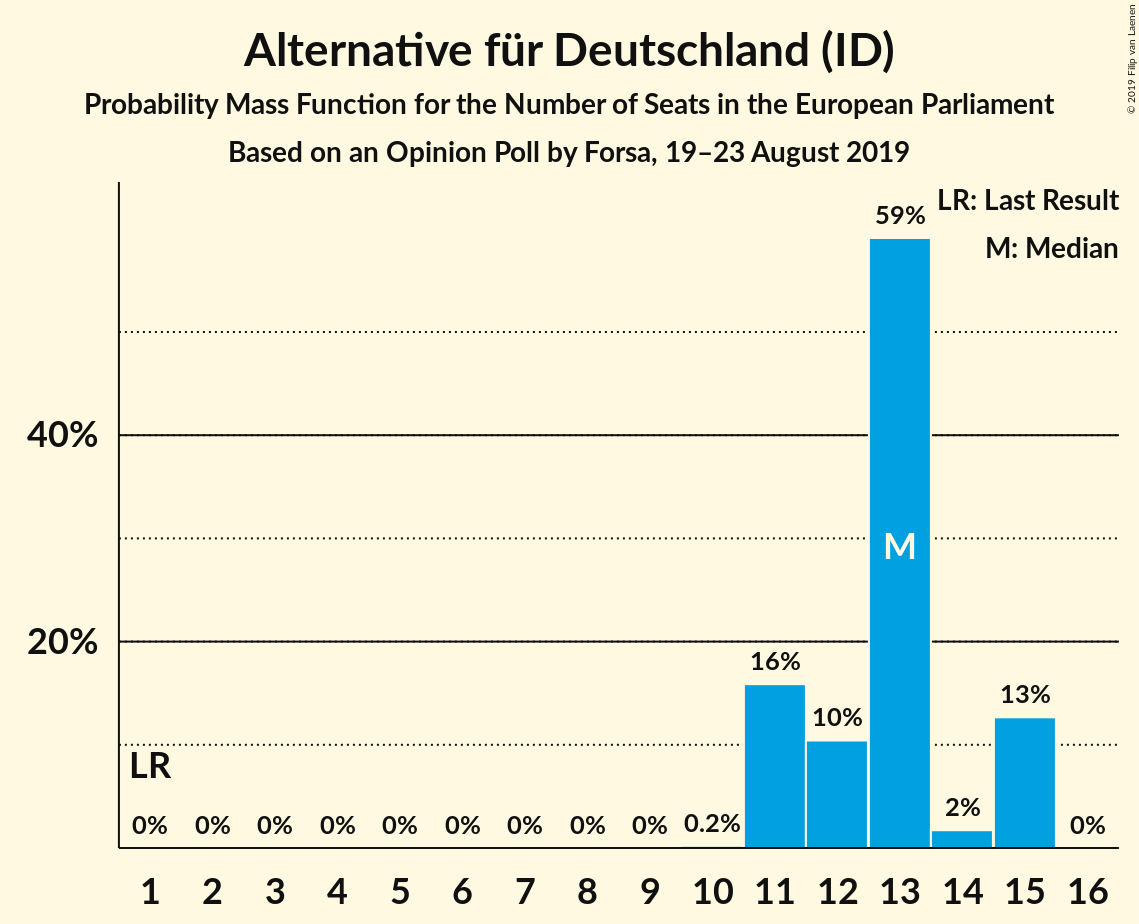 Alternative für Deutschland (ID)
Probability Mass Function for the Number of Seats in the European Parliament
Based on an Opinion Poll by Forsa, 19–23 August 2019
© 2019 Filip van Laenen
LR: Last Result
M: Median
59%
40%
M
20%
16%
13%
10%
LR
2%
0% 0% 0% 0% 0% 0% 0% 0% 0% 0.2% 0%
1 2 3 4 5 6 7 8 9 10 11 12 13 14 15 16